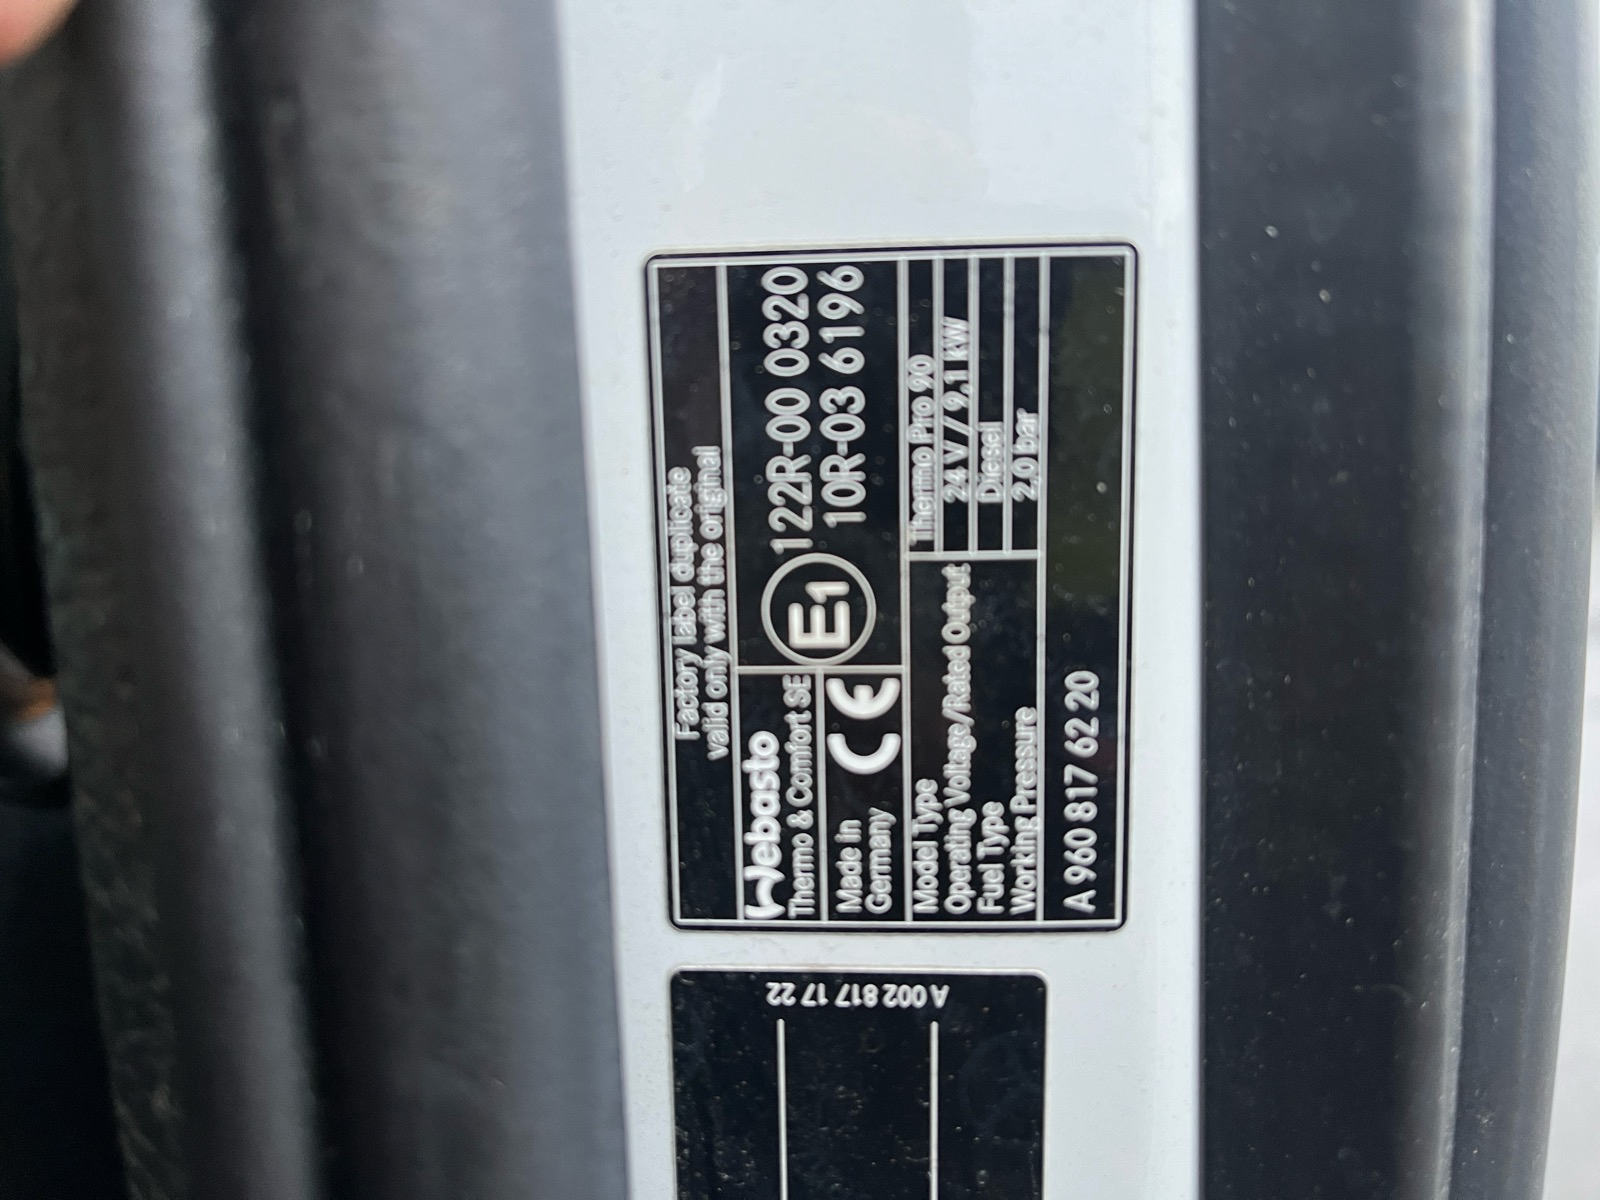 Factory label duplicate
valid only with the original
Webasto
Thermo & Comfort SE
Made in
Germany
CE
E1
122R-00 0320
10R-03 6196
Model Type Thermo Pro 90
Operating Voltage/Rated Output 24 V / 9,1 kW
Fuel Type Diesel
Working Pressure 2,0 bar
A 960 817 62 20
A 002 817 17 22